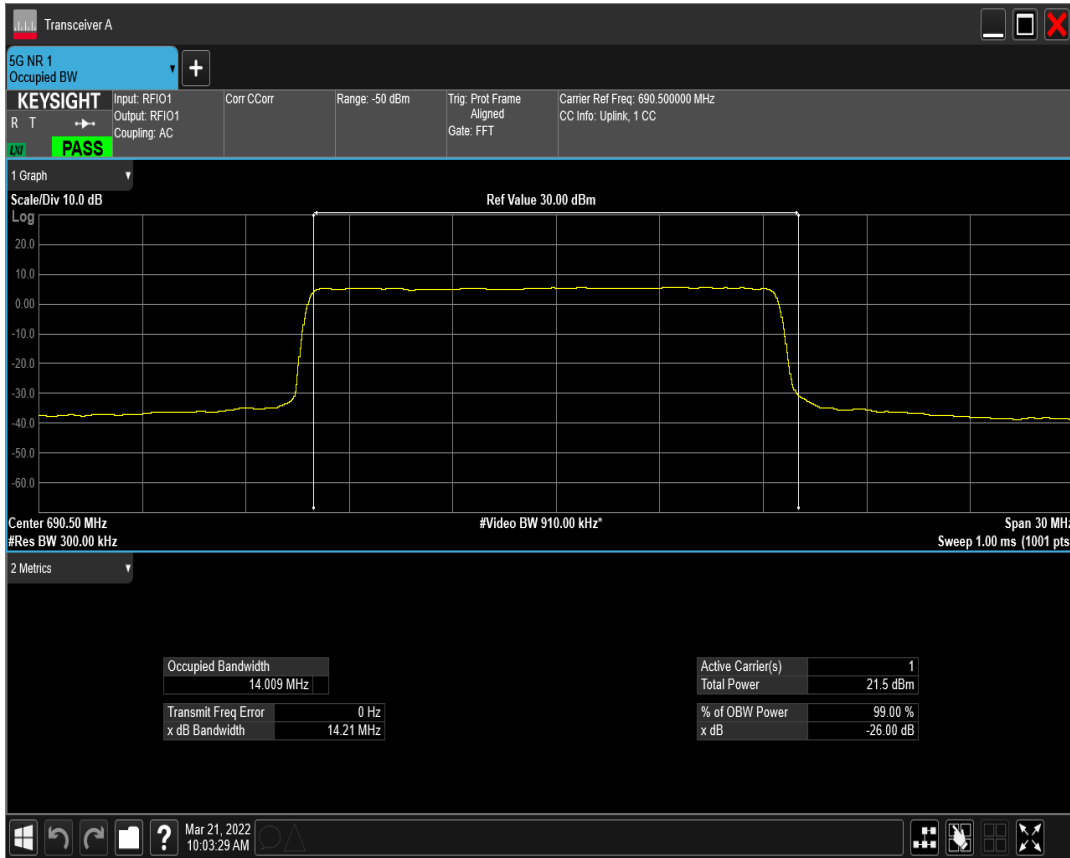 Transceiver A
5G NR 1
Occupied BW
KEYSIGHT
R T
LXI
PASS
Input: RFIO1
Output: RFIO1
Coupling: AC
Corr CCorr
Range: -50 dBm
Trig: Prot Frame
Aligned
Gate: FFT
Carrier Ref Freq: 690.500000 MHz
CC Info: Uplink, 1 CC
1 Graph
Scale/Div 10.0 dB
Ref Value 30.00 dBm
Log
20.0
10.0
0.00
-10.0
-20.0
-30.0
-40.0
-50.0
-60.0
Center 690.50 MHz
#Video BW 910.00 kHz*
Span 30 MHz
#Res BW 300.00 kHz
Sweep 1.00 ms (1001 pts
2 Metrics
Occupied Bandwidth
14.009 MHz
Transmit Freq Error 0 Hz
x dB Bandwidth 14.21 MHz
Active Carrier(s) 1
Total Power 21.5 dBm
% of OBW Power 99.00 %
x dB -26.00 dB
?
Mar 21, 2022
10:03:29 AM